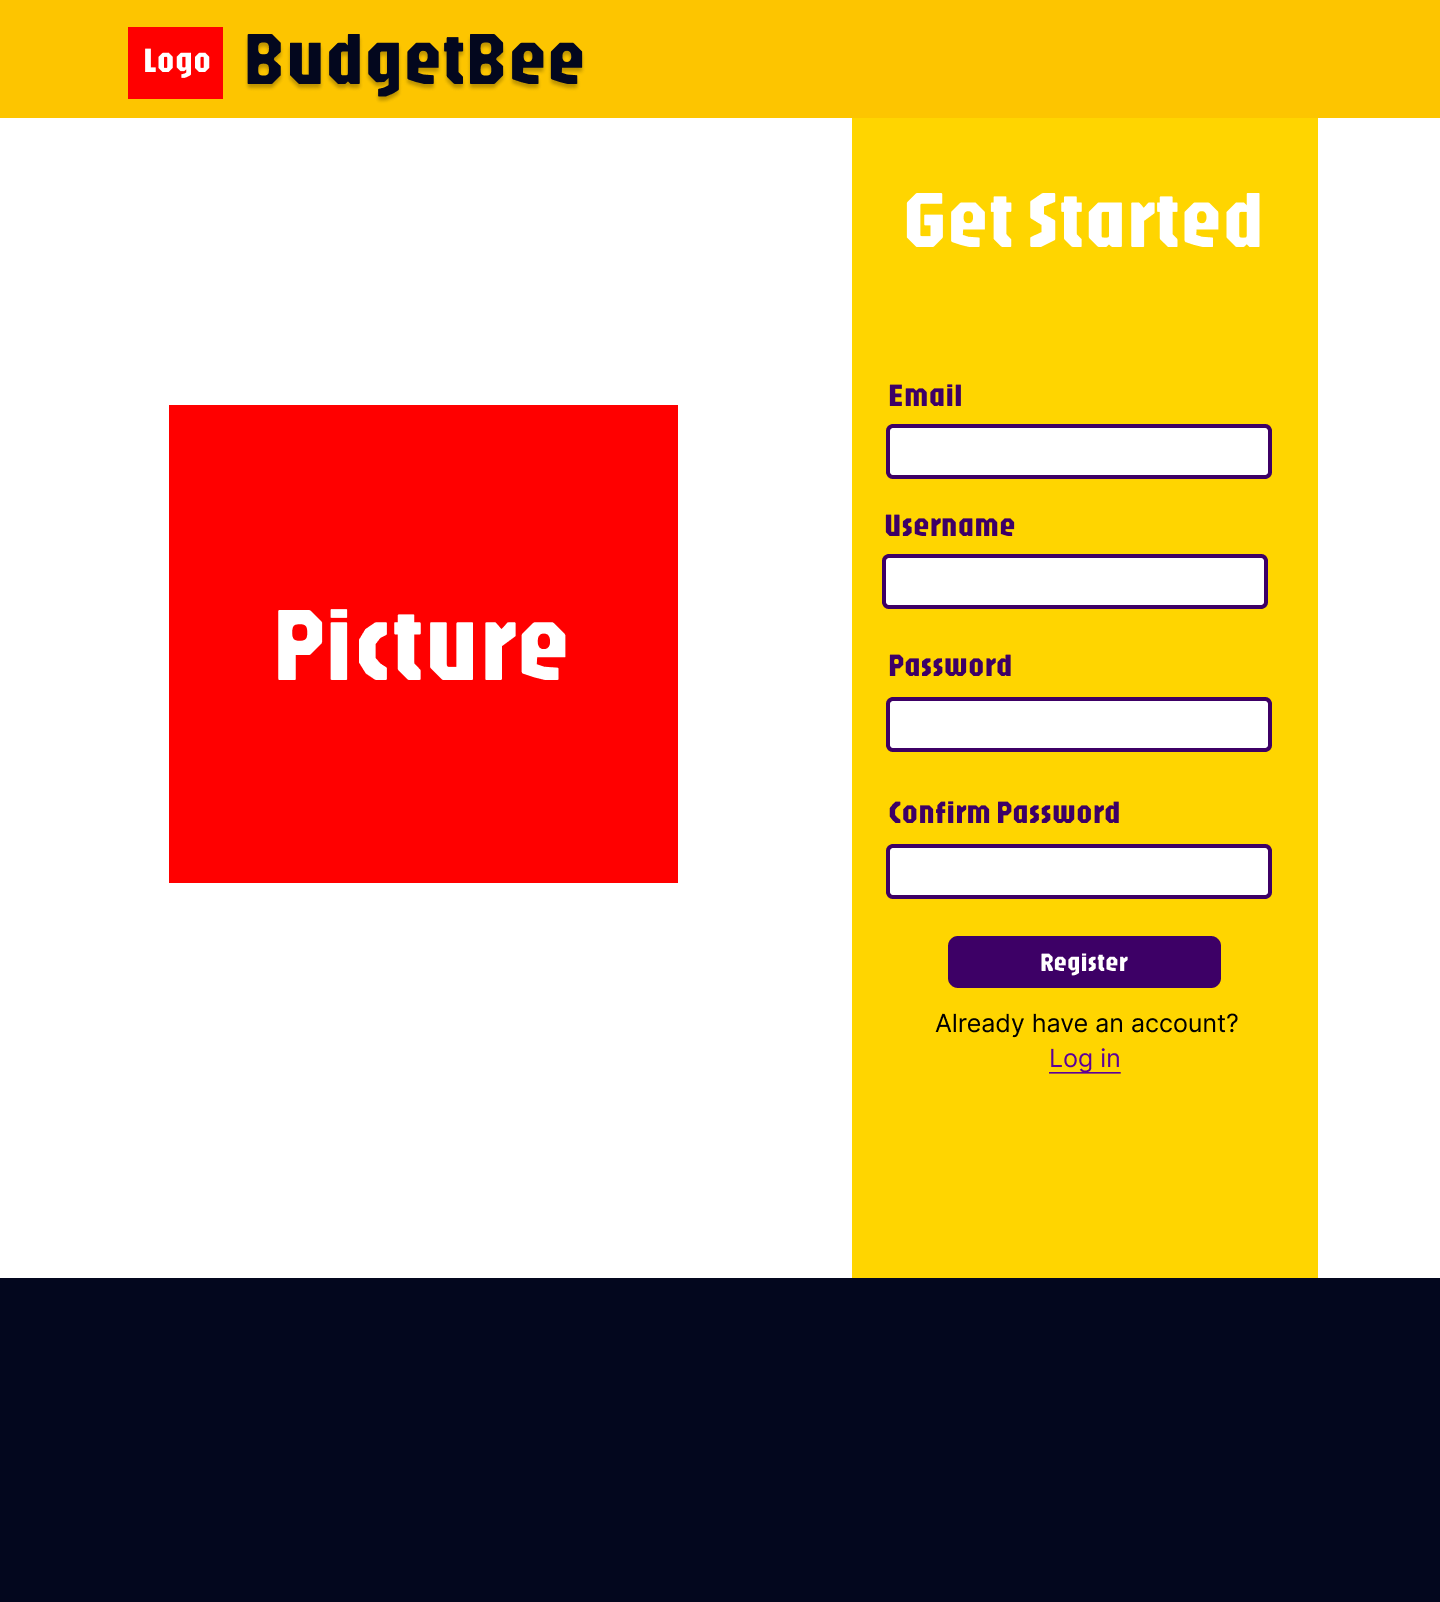 Logo
BudgetBee
Get Started
Email
Username
Picture
Password
Confirm Password
Register
Already have an account?
Log in